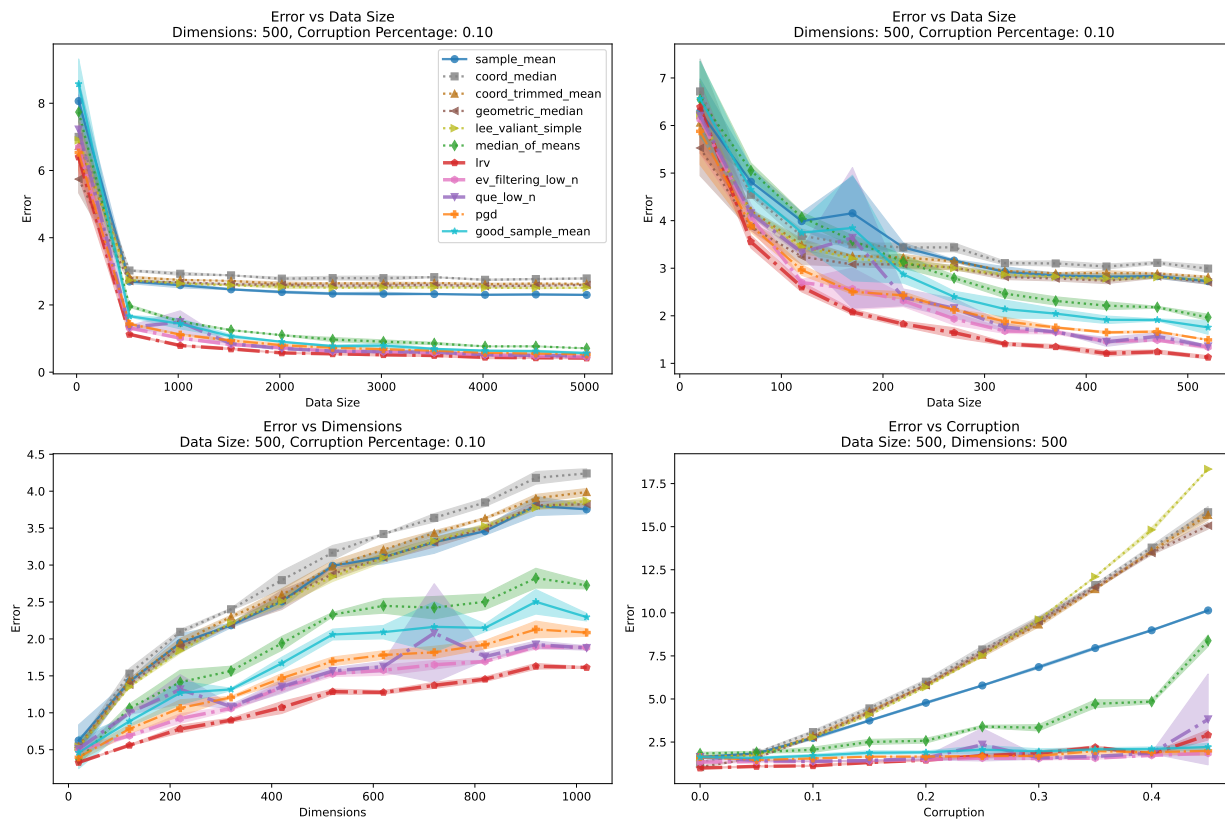 Error vs Data Size
Dimensions: 500, Corruption Percentage: 0.10
8
6
4
2
0
Error
sample_mean
coord_median
coord_trimmed_mean
geometric_median
lee_valiant_simple
median_of_means
lrv
ev_filtering_low_n
que_low_n
pgd
good_sample_mean
0
1000
2000
3000
4000
5000
Data Size
Error vs Data Size
Dimensions: 500, Corruption Percentage: 0.10
7
6
5
4
3
2
1
Error
0
100
200
300
400
500
Data Size
Error vs Dimensions
Data Size: 500, Corruption Percentage: 0.10
4.5
4.0
3.5
3.0
2.5
2.0
1.5
1.0
0.5
Error
0
200
400
600
800
1000
Dimensions
Error vs Corruption
Data Size: 500, Dimensions: 500
17.5
15.0
12.5
10.0
7.5
5.0
2.5
Error
0.0
0.1
0.2
0.3
0.4
Corruption